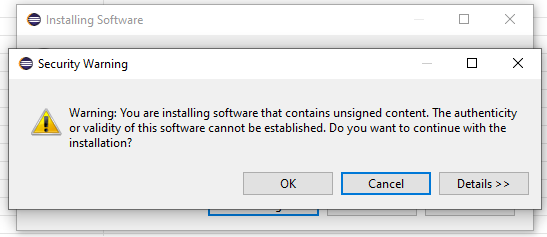 Installing Software
Security Warning
Warning: You are installing software that contains unsigned content. The authenticity
or validity of this software cannot be established. Do you want to continue with the
installation?
OK Cancel Details >>